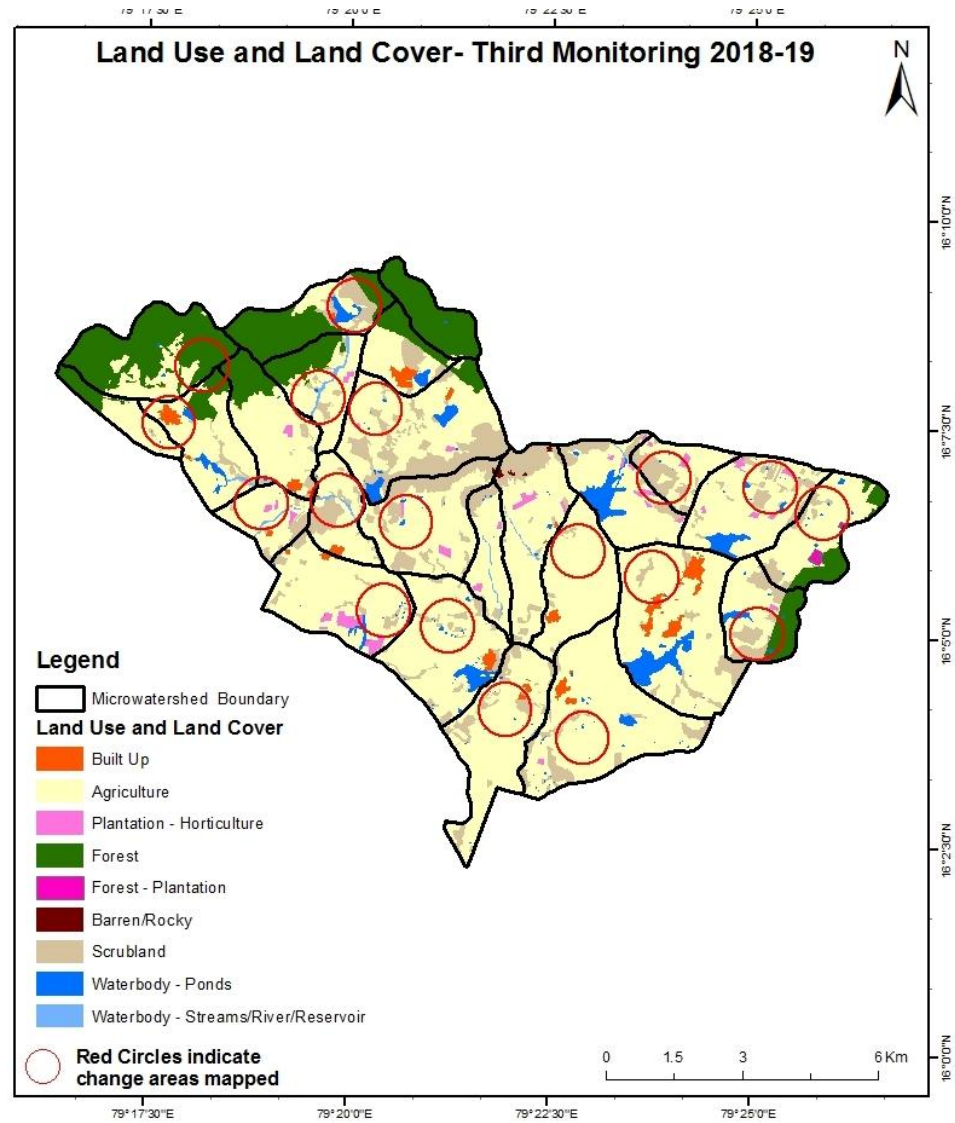 79°17'30"E 79°20'0"E 79°22'30"E 79°25'0"E
Land Use and Land Cover- Third Monitoring 2018-19
N
16°10'0"N
16°7'30"N
16°5'0"N
16°2'30"N
16°0'0"N
Legend
Microwatershed Boundary
Land Use and Land Cover
Built Up
Agriculture
Plantation - Horticulture
Forest
Forest - Plantation
Barren/Rocky
Scrubland
Waterbody - Ponds
Waterbody - Streams/River/Reservoir
Red Circles indicate
change areas mapped
0 1.5 3 6 Km
79°17'30"E 79°20'0"E 79°22'30"E 79°25'0"E